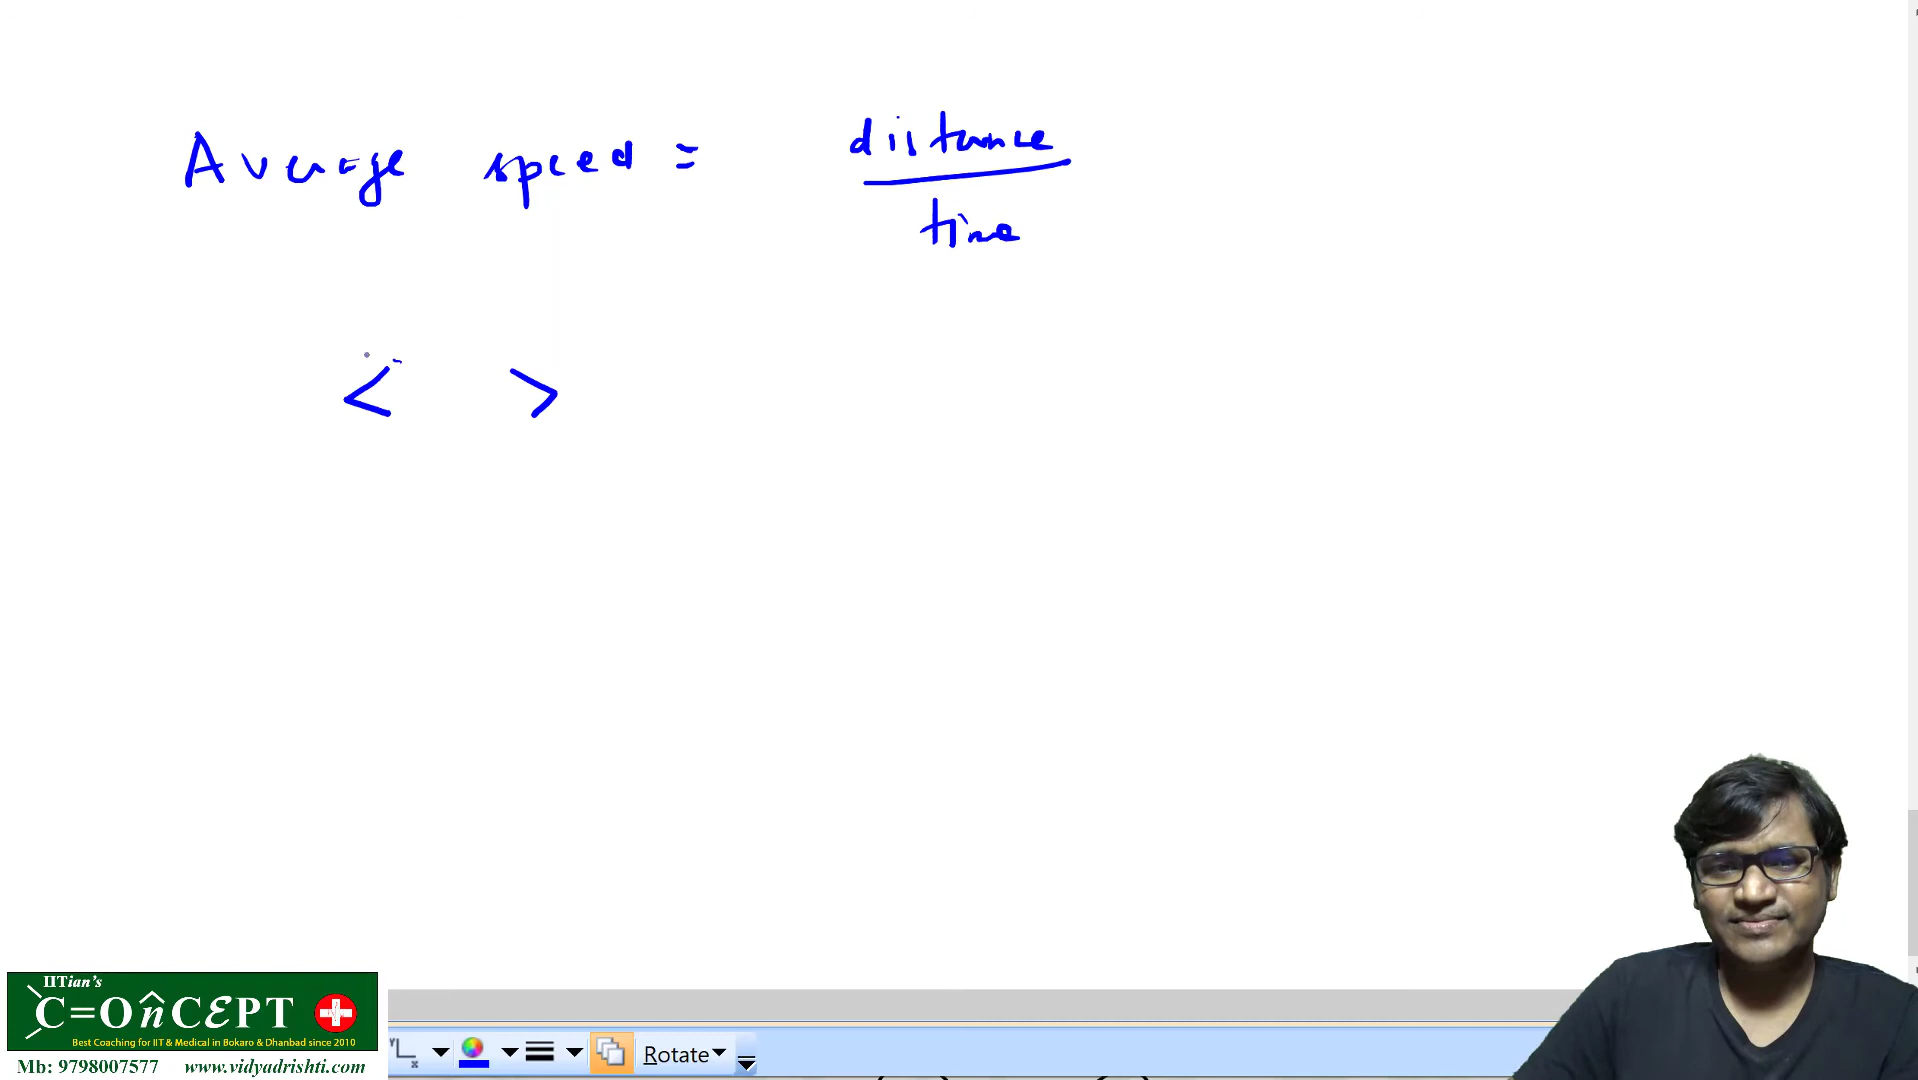 Average speed = distance
time
< >
IITian's
C=OnCEPT
Best Coaching for IIT & Medical in Bokaro & Dhanbad since 2010
Mb: 9798007577 www.vidyadrishti.com
Rotate